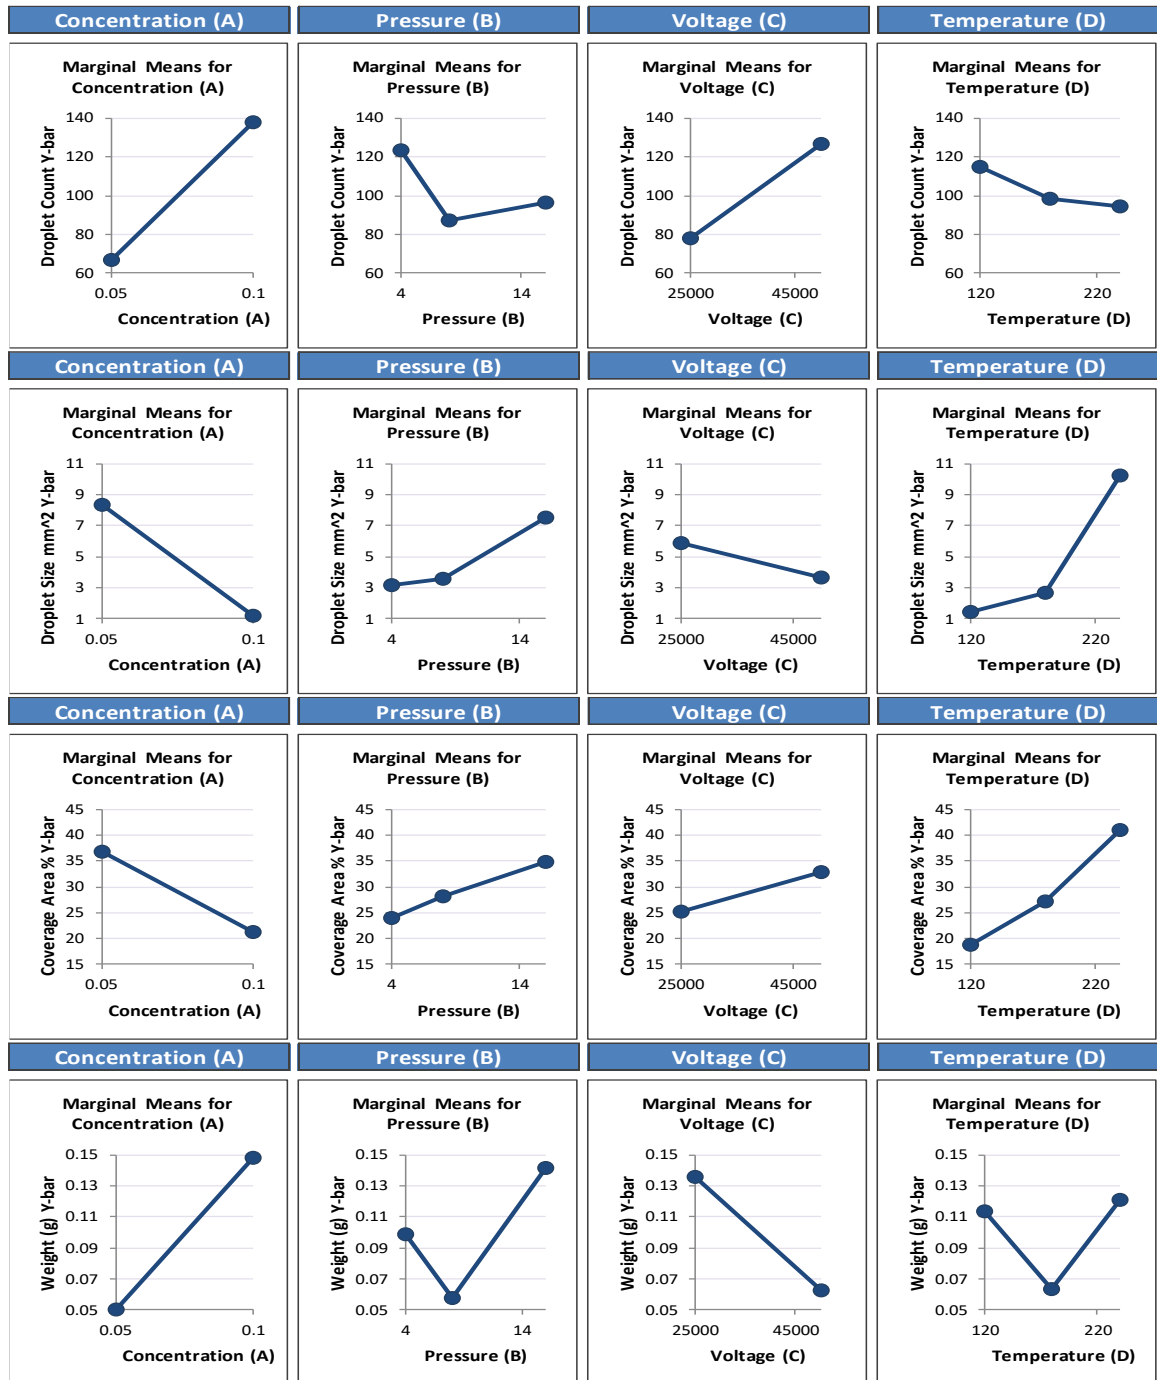 Concentration (A)
Pressure (B)
Voltage (C)
Temperature (D)
Marginal Means for
Concentration (A)
Droplet Count Y-bar
140
120
100
80
60
0.05
0.1
Concentration (A)
Marginal Means for
Pressure (B)
Droplet Count Y-bar
140
120
100
80
60
4
14
Pressure (B)
Marginal Means for
Voltage (C)
Droplet Count Y-bar
140
120
100
80
60
25000
45000
Voltage (C)
Marginal Means for
Temperature (D)
Droplet Count Y-bar
140
120
100
80
60
120
220
Temperature (D)
Concentration (A)
Pressure (B)
Voltage (C)
Temperature (D)
Marginal Means for
Concentration (A)
Droplet Size mm^2 Y-bar
11
9
7
5
3
1
0.05
0.1
Concentration (A)
Marginal Means for
Pressure (B)
Droplet Size mm^2 Y-bar
11
9
7
5
3
1
4
14
Pressure (B)
Marginal Means for
Voltage (C)
Droplet Size mm^2 Y-bar
11
9
7
5
3
1
25000
45000
Voltage (C)
Marginal Means for
Temperature (D)
Droplet Size mm^2 Y-bar
11
9
7
5
3
1
120
220
Temperature (D)
Concentration (A)
Pressure (B)
Voltage (C)
Temperature (D)
Marginal Means for
Concentration (A)
Coverage Area % Y-bar
45
40
35
30
25
20
15
0.05
0.1
Concentration (A)
Marginal Means for
Pressure (B)
Coverage Area % Y-bar
45
40
35
30
25
20
15
4
14
Pressure (B)
Marginal Means for
Voltage (C)
Coverage Area % Y-bar
45
40
35
30
25
20
15
25000
45000
Voltage (C)
Marginal Means for
Temperature (D)
Coverage Area % Y-bar
45
40
35
30
25
20
15
120
220
Temperature (D)
Concentration (A)
Pressure (B)
Voltage (C)
Temperature (D)
Marginal Means for
Concentration (A)
Weight (g) Y-bar
0.15
0.13
0.11
0.09
0.07
0.05
0.05
0.1
Concentration (A)
Marginal Means for
Pressure (B)
Weight (g) Y-bar
0.15
0.13
0.11
0.09
0.07
0.05
4
14
Pressure (B)
Marginal Means for
Voltage (C)
Weight (g) Y-bar
0.15
0.13
0.11
0.09
0.07
0.05
25000
45000
Voltage (C)
Marginal Means for
Temperature (D)
Weight (g) Y-bar
0.15
0.13
0.11
0.09
0.07
0.05
120
220
Temperature (D)